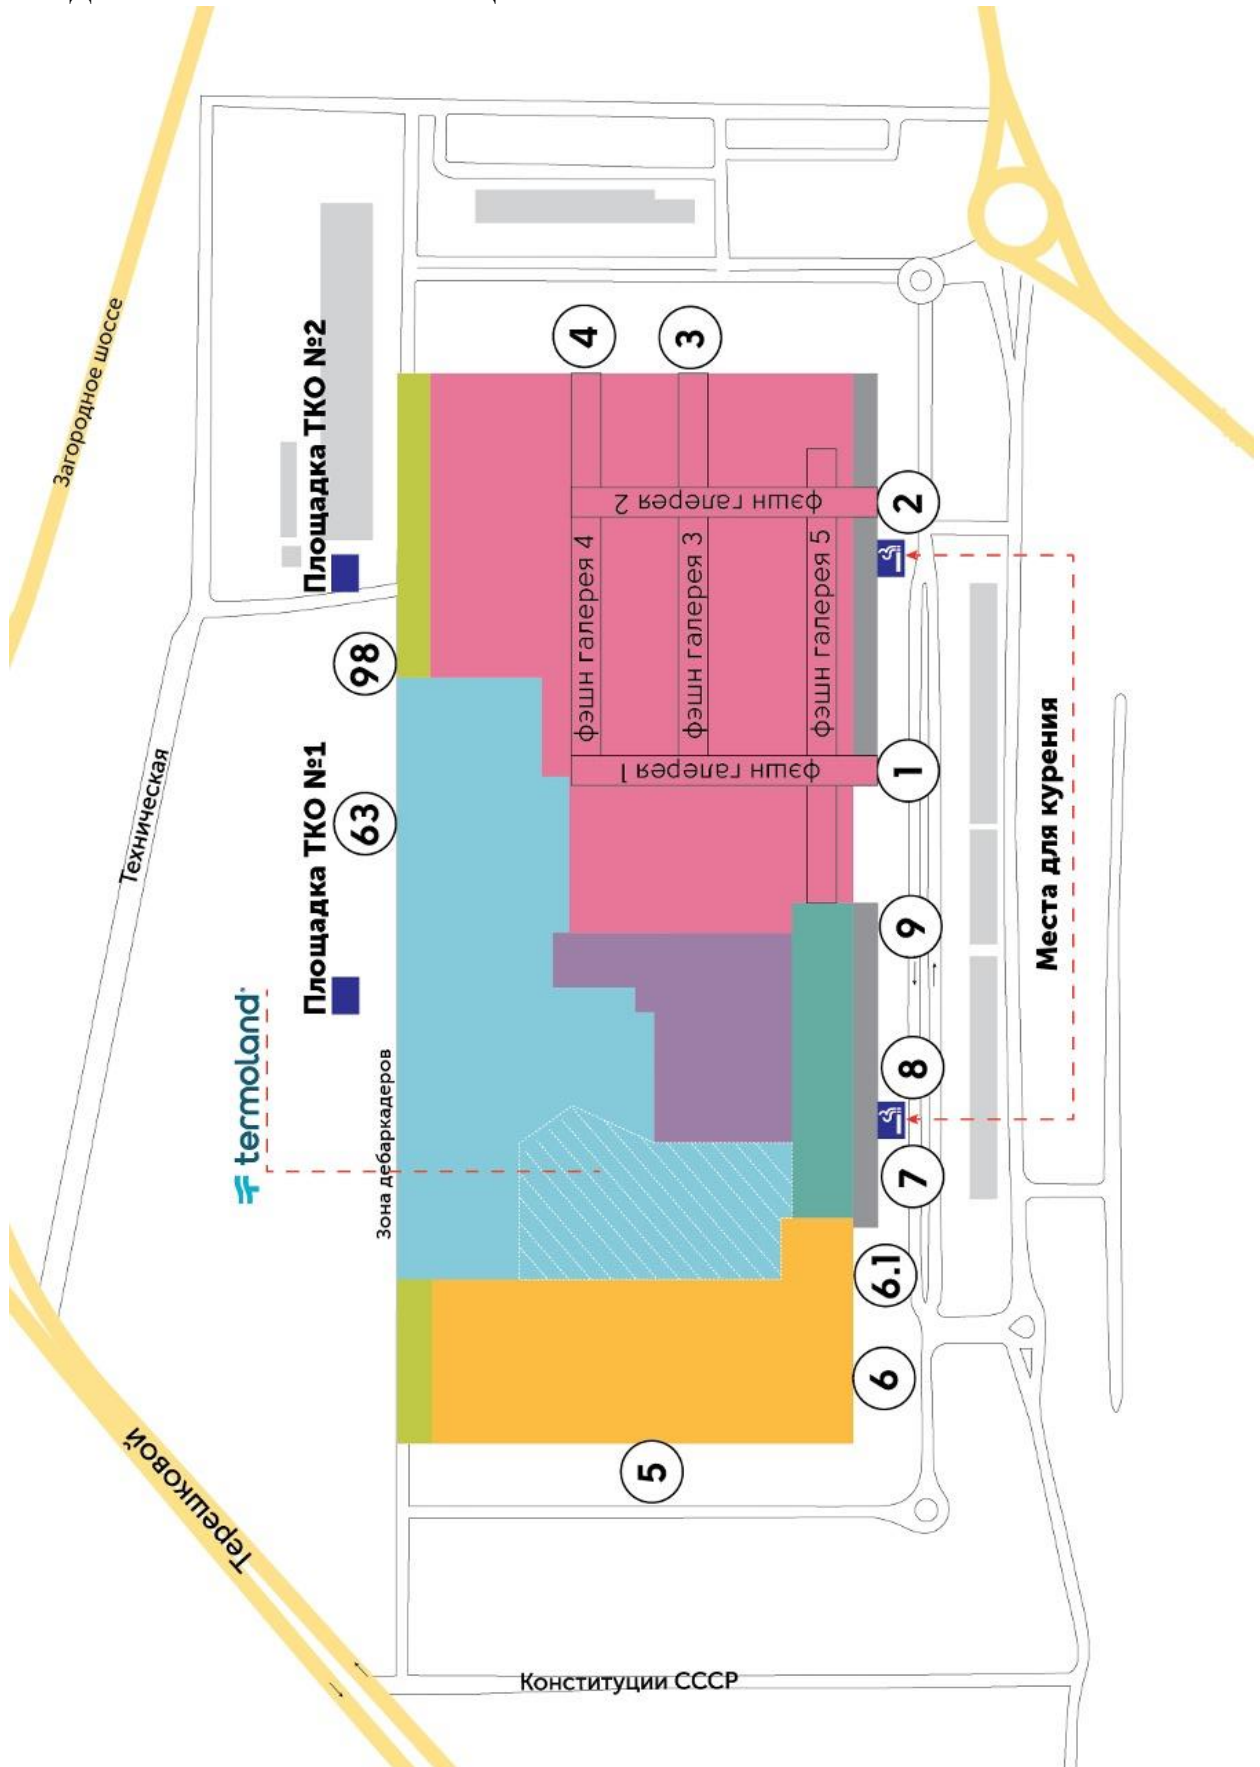 Загородное шоссе
Площадка ТКО №2
4
3
2
фэшн галерея 2
фэшн галерея 4
фэшн галерея 3
фэшн галерея 5
98
Техническая
Площадка ТКО №1
63
фэшн галерея 1
1
Места для курения
9
termoland
Зона дебаркадеров
8
7
6.1
6
5
Терешковой
Конституции СССР